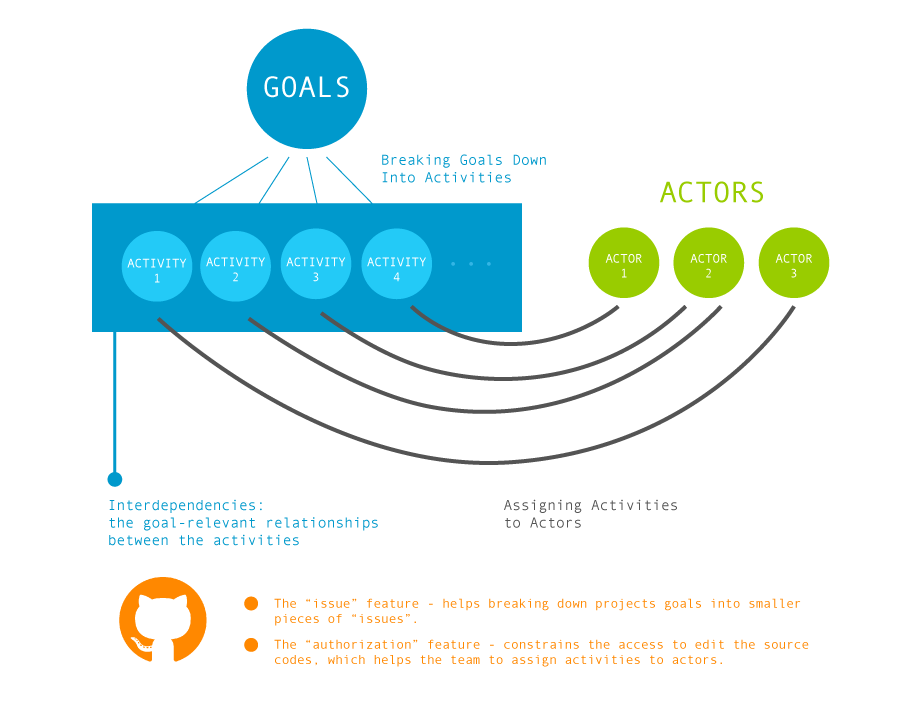 GOALS
Breaking Goals Down
Into Activities
ACTORS
ACTIVITY
1
ACTIVITY
2
ACTIVITY
3
ACTIVITY
4
. . .
ACTOR
1
ACTOR
2
ACTOR
3
Interdependencies:
the goal-relevant relationships
between the activities
Assigning Activities
to Actors
The “issue” feature - helps breaking down projects goals into smaller
pieces of “issues”.
The “authorization” feature - constrains the access to edit the source
codes, which helps the team to assign activities to actors.